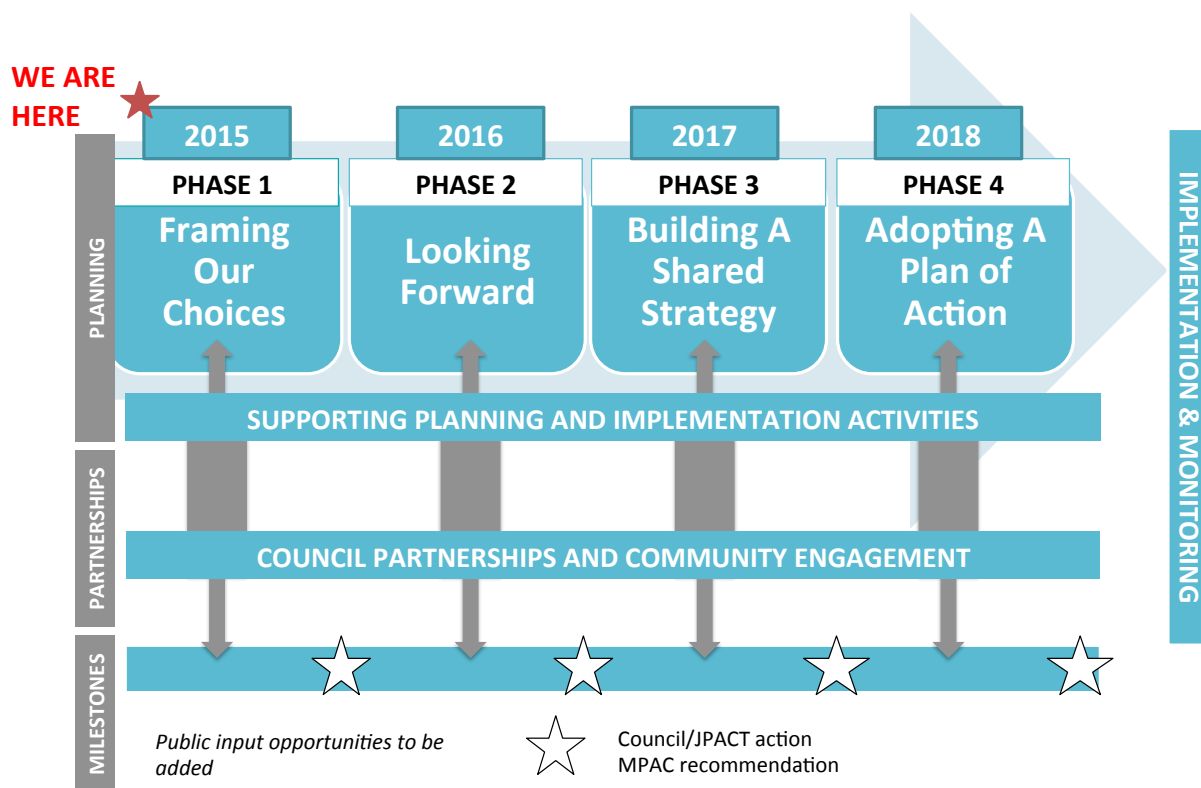 WE ARE
HERE
2015
2016
2017
2018
PHASE 1
PHASE 2
PHASE 3
PHASE 4
Framing
Our
Choices
Looking
Forward
Building A
Shared
Strategy
Adopting A
Plan of
Action
PLANNING
SUPPORTING PLANNING AND IMPLEMENTATION ACTIVITIES
PARTNERSHIPS
COUNCIL PARTNERSHIPS AND COMMUNITY ENGAGEMENT
MILESTONES
IMPLEMENTATION & MONITORING
Public input opportunities to be
added
Council/JPACT action
MPAC recommendation